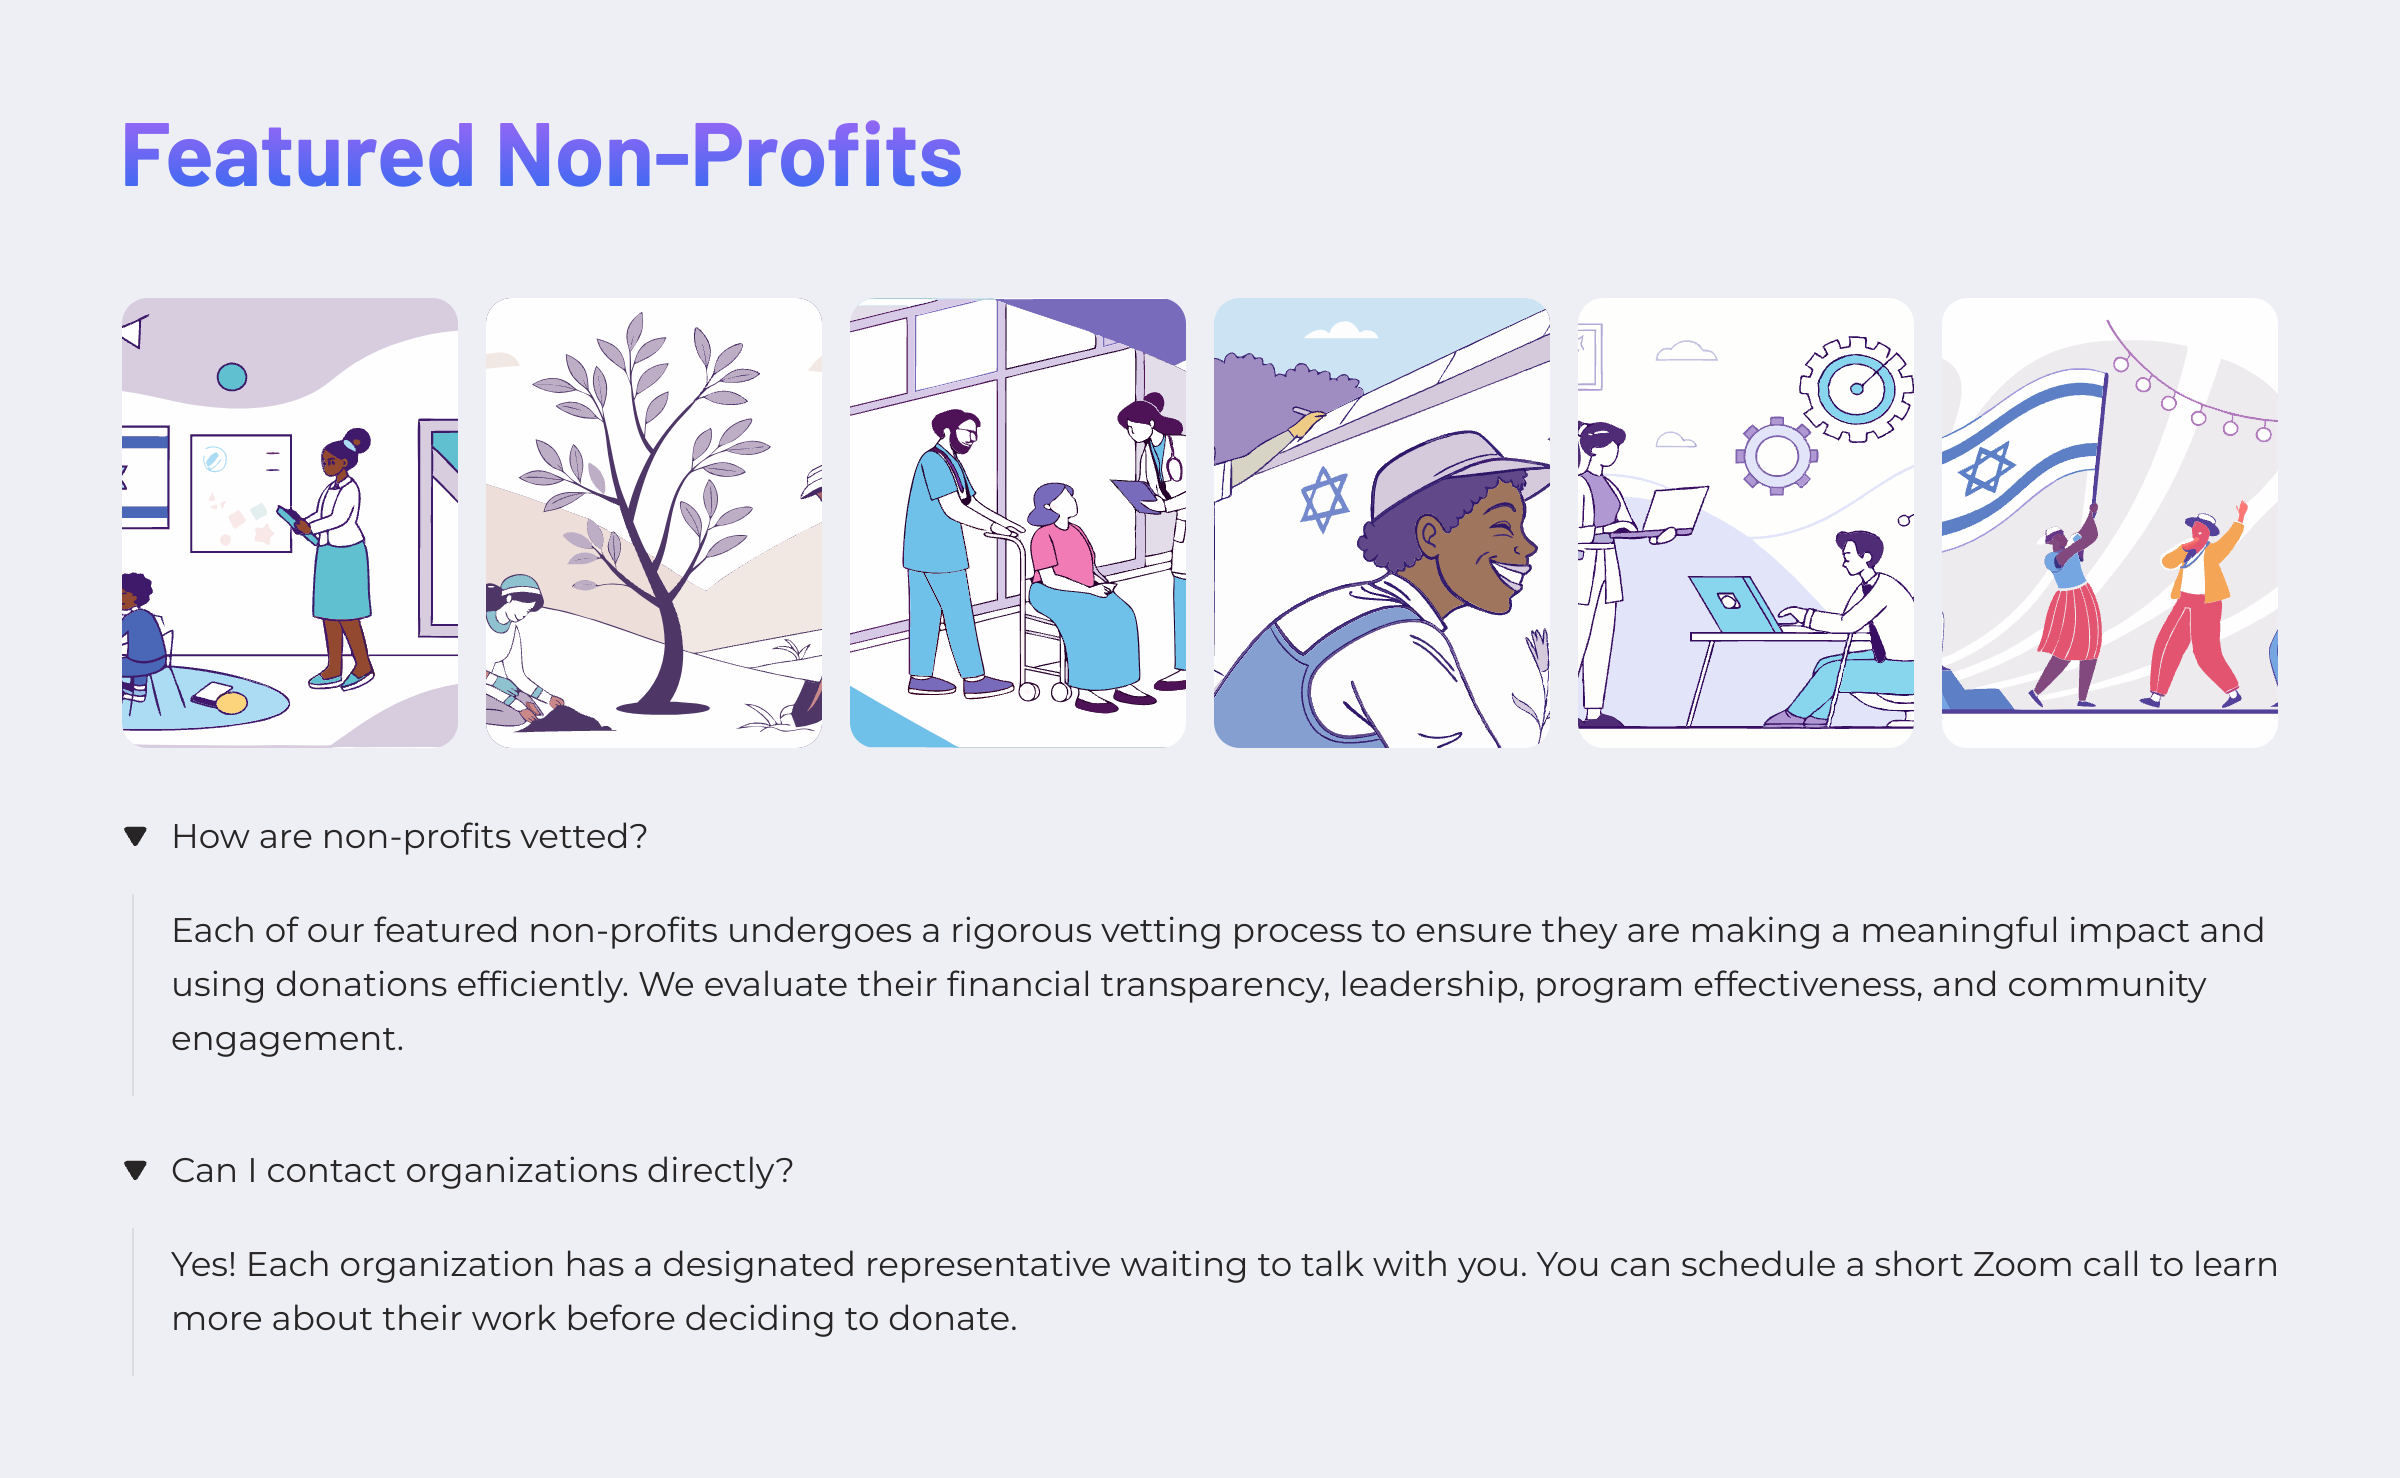 Featured Non-Profits
How are non-profits vetted?
Each of our featured non-profits undergoes a rigorous vetting process to ensure they are making a meaningful impact and
using donations efficiently. We evaluate their financial transparency, leadership, program effectiveness, and community
engagement.
Can I contact organizations directly?
Yes! Each organization has a designated representative waiting to talk with you. You can schedule a short Zoom call to learn
more about their work before deciding to donate.